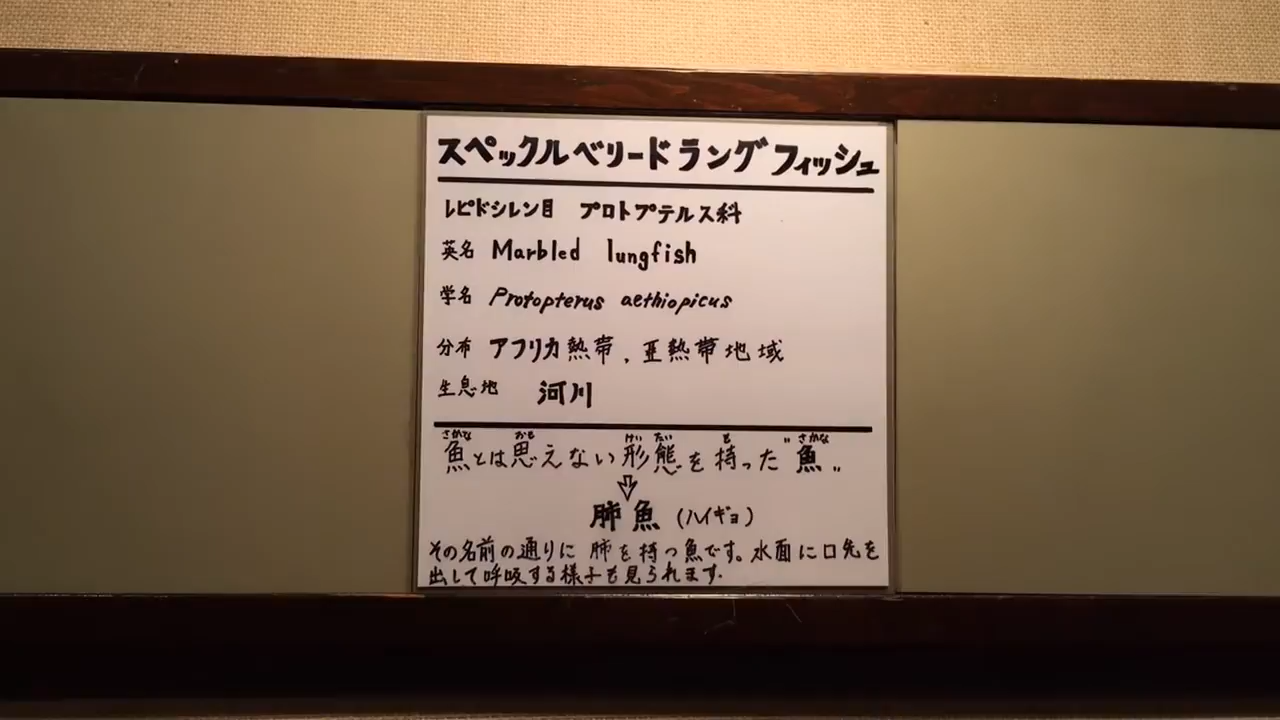 スペックルベリードラングフィッシュ
レピドシレン目 プロトプテルス科
英名 Marbled lungfish
学名 Protopterus aethiopicus
分布 アフリカ熱帯、亜熱帯地域
生息地 河川
さかな おも けい たい も さかな
魚とは思えない形態を持った"魚"
肺魚(ハイギョ)
その名前の通りに肺を持つ魚です。水面に口先を
出して呼吸する様子も見られます。